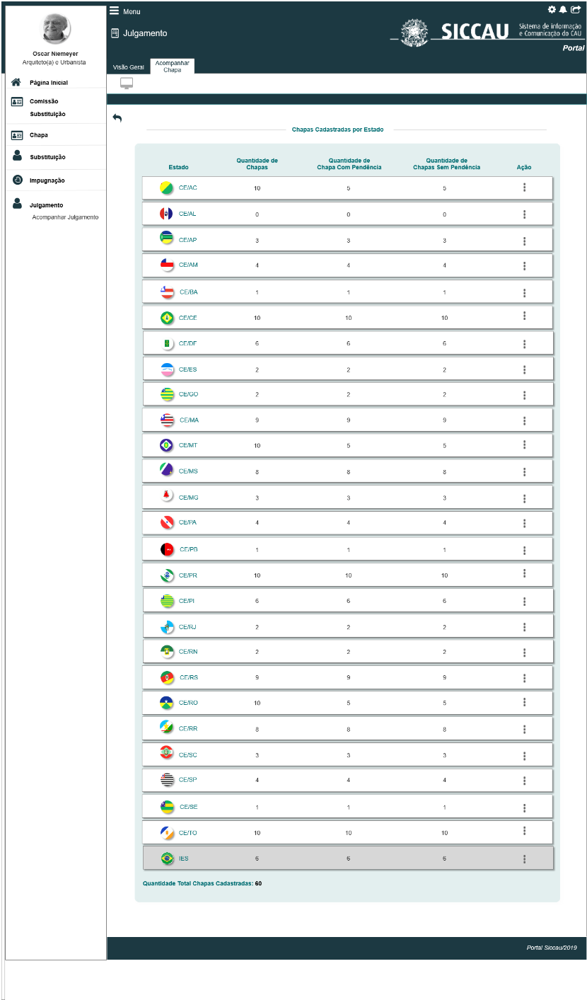 Menu
Julgamento
SICCAU
Sistema de informação
e Comunicação do CAU
Portal
Visão Geral
Acompanhar
Chapa
Oscar Niemeyer
Arquiteto(a) e Urbanista
Página Inicial
Comissão
Substituição
Chapa
Substituição
Impugnação
Julgamento
Acompanhar Julgamento
Chapas Cadastradas por Estado
Estado Quantidade de Chapas Quantidade de Chapa Com Pendência Quantidade de Chapas Sem Pendência Ação
CE/AC 10 5 5
CE/AL 0 0 0
CE/AP 3 3 3
CE/AM 4 4 4
CE/BA 1 1 1
CE/CE 10 10 10
CE/DF 6 6 6
CE/ES 2 2 2
CE/GO 2 2 2
CE/MA 9 9 9
CE/MT 10 5 5
CE/MS 8 8 8
CE/MG 3 3 3
CE/PA 4 4 4
CE/PB 1 1 1
CE/PR 10 10 10
CE/PI 6 6 6
CE/RJ 2 2 2
CE/RN 2 2 2
CE/RS 9 9 9
CE/RO 10 5 5
CE/RR 8 8 8
CE/SC 3 3 3
CE/SP 4 4 4
CE/SE 1 1 1
CE/TO 10 10 10
IES 6 6 6
Quantidade Total Chapas Cadastradas: 60
Portal Siccau/2019